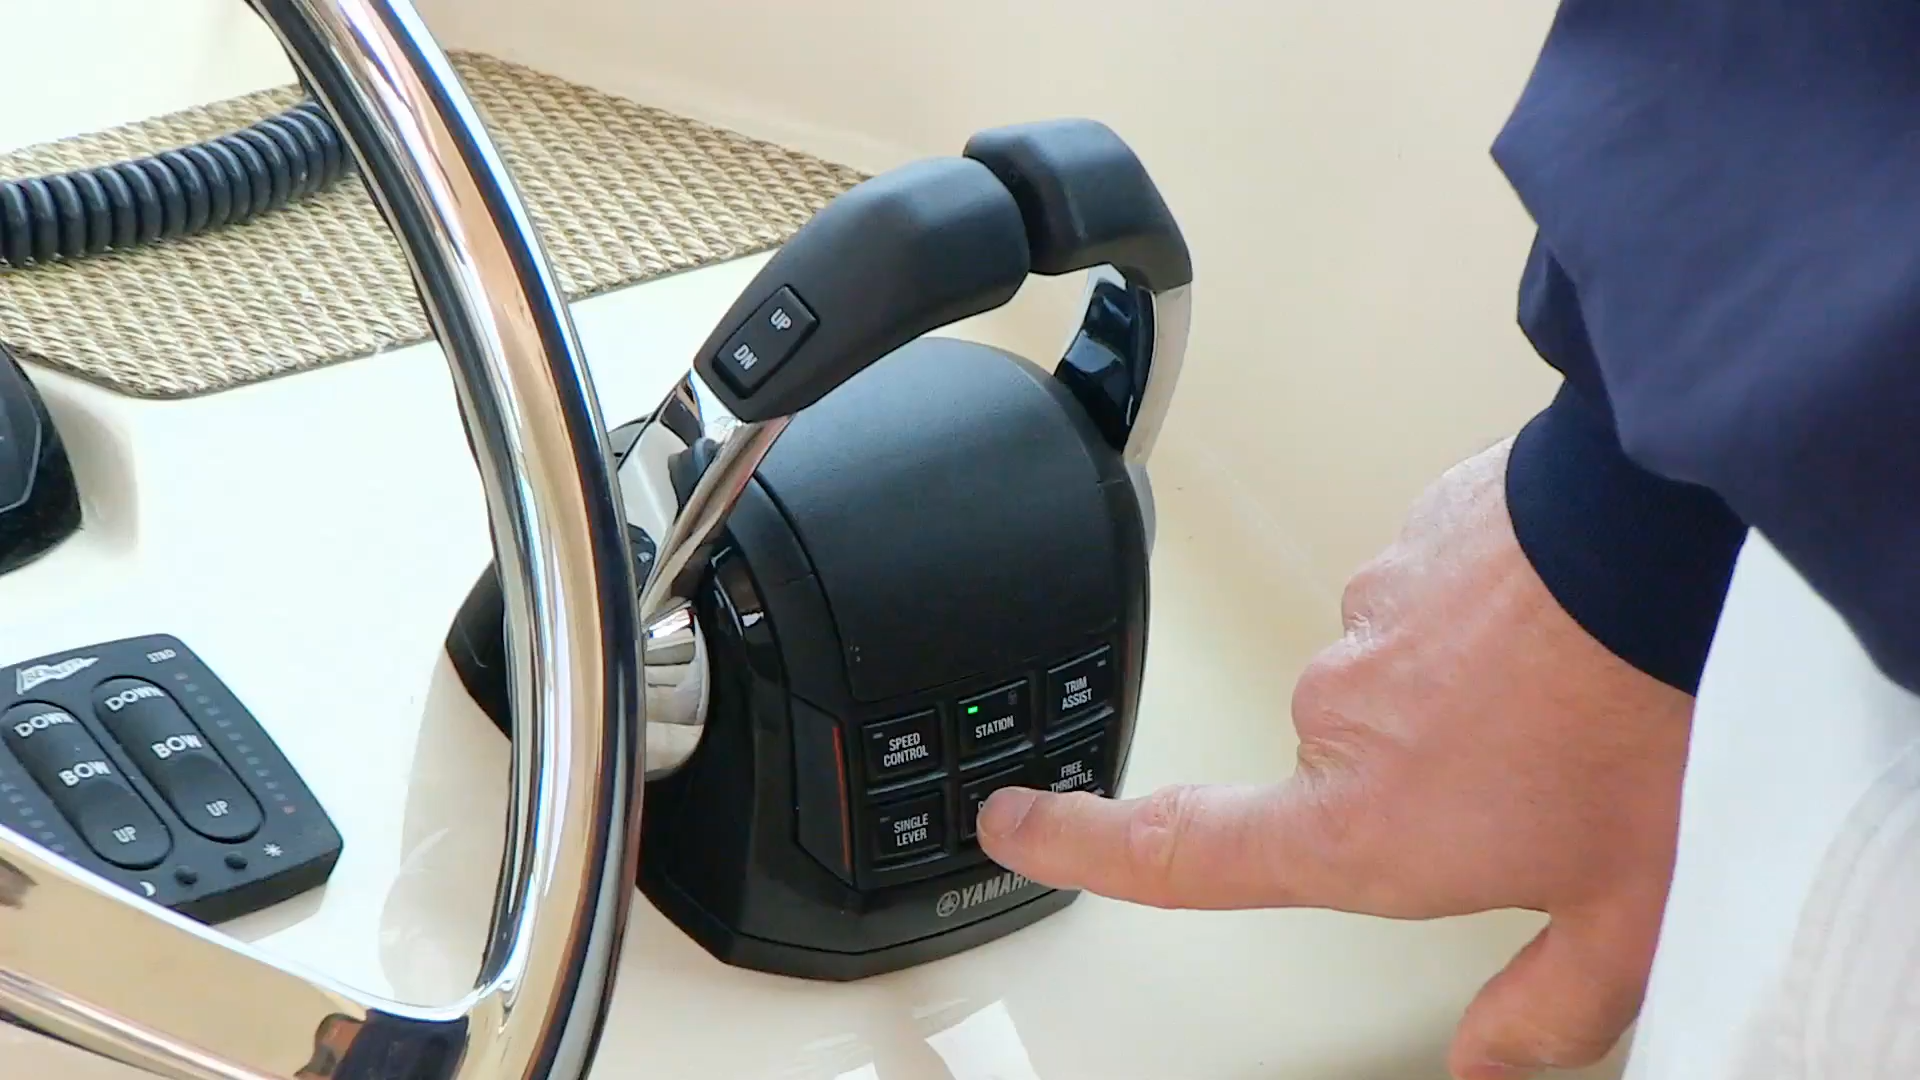 UP
DN
BENNETT
STBD
DOWN
BOW
UP
DOWN
BOW
UP
SPEED
CONTROL
STATION
TRIM
ASSIST
SINGLE
LEVER
FREE
THROTTLE
YAMAHA